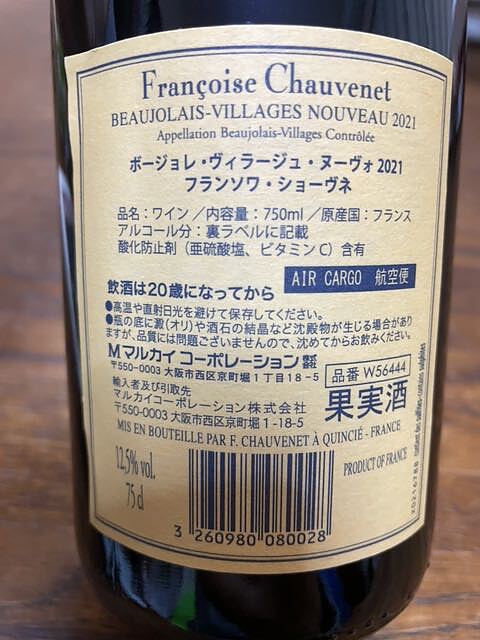 Françoise Chauvenet
BEAUJOLAIS-VILLAGES NOUVEAU 2021
Appellation Beaujolais-Villages Contrôlée
ボージョレ・ヴィラージュ・ヌーヴォ 2021
フランソワ・ショーヴネ
品名：ワイン／内容量：750ml／原産国：フランス
アルコール分：裏ラベルに記載
酸化防止剤（亜硫酸塩、ビタミンC）含有
AIR CARGO 航空便
飲酒は20歳になってから
●高温や直射日光を避けて保存してください。
●瓶の底に澱(オリ)や酒石の結晶など沈殿物が生じる場合があり
ますが、品質には問題ございませんので、沈めてからお飲みください。
M マルカイ コーポレーション 株式会社
〒550-0003 大阪市西区京町堀1丁目18-5
輸入者及び引取先
マルカイコーポレーション株式会社
〒550-0003 大阪市西区京町堀 1-18-5
品番 W56444
果実酒
MIS EN BOUTEILLE PAR F. CHAUVENET À QUINCIÉ - FRANCE
12,5% vol.
75 cl
PRODUCT OF FRANCE
3 260980 080028